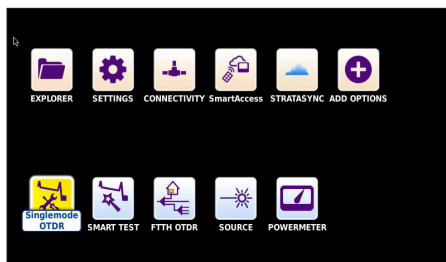 EXPLORER SETTINGS CONNECTIVITY SmartAccess STRATASYNC ADD OPTIONS
Singlemode
OTDR SMART TEST FTTH OTDR SOURCE POWERMETER